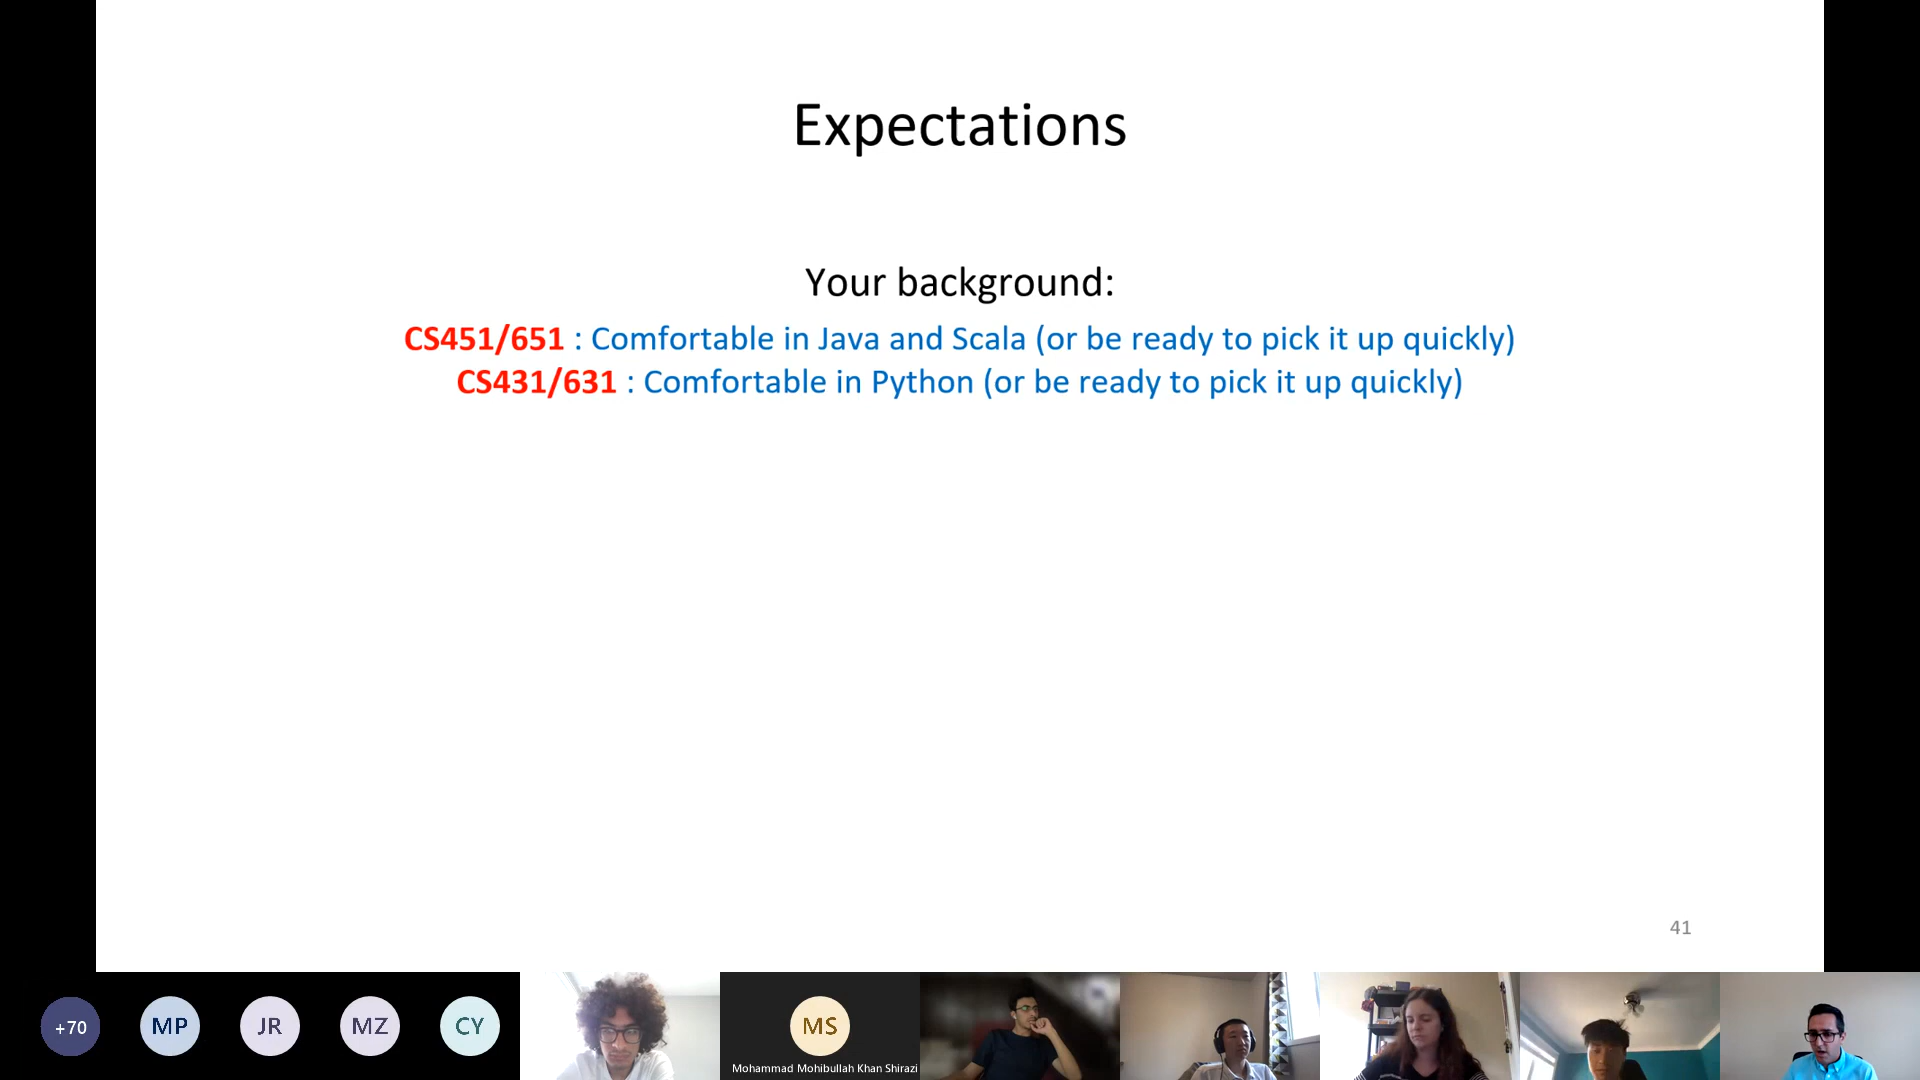 Expectations
Your background:
CS451/651 : Comfortable in Java and Scala (or be ready to pick it up quickly)
CS431/631 : Comfortable in Python (or be ready to pick it up quickly)
41
+70
MP
JR
MZ
CY
MS
Mohammad Mohibullah Khan Shirazi